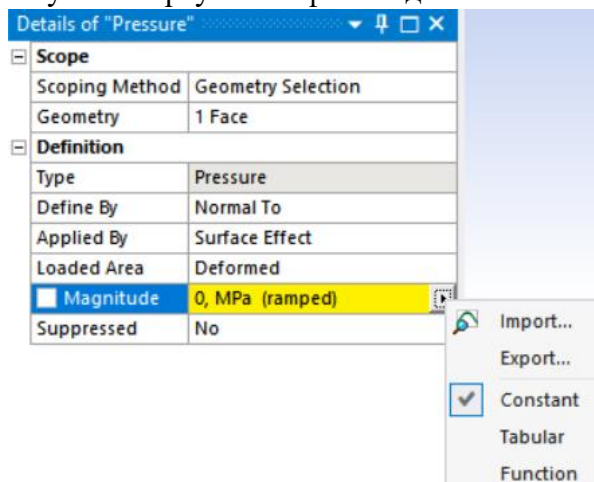 Details of "Pressure"
Scope
Scoping Method Geometry Selection
Geometry 1 Face
Definition
Type Pressure
Define By Normal To
Applied By Surface Effect
Loaded Area Deformed
Magnitude 0, MPa (ramped)
Suppressed No
Import...
Export...
Constant
Tabular
Function